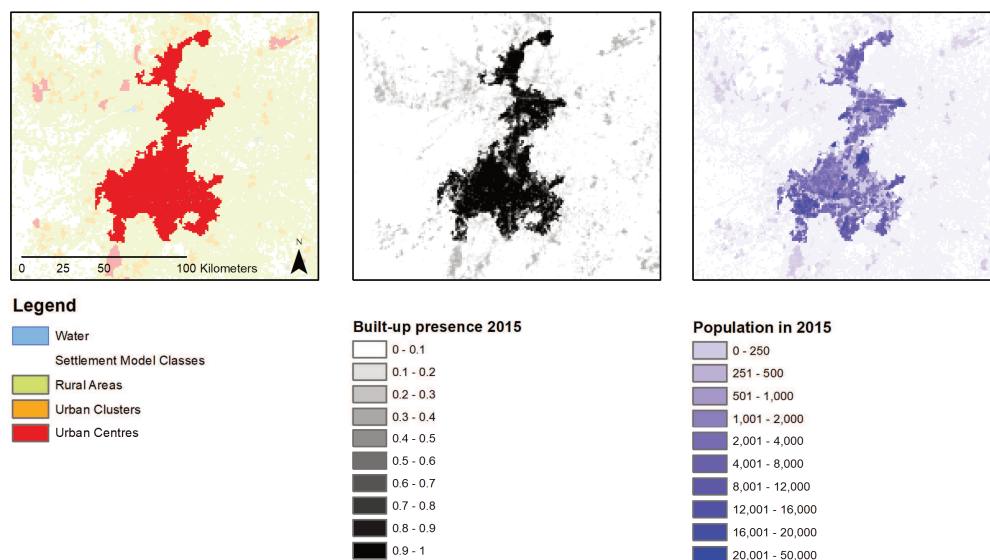 N
0 25 50 100 Kilometers
Legend
Water
Settlement Model Classes
Rural Areas
Urban Clusters
Urban Centres
Built-up presence 2015
0 - 0.1
0.1 - 0.2
0.2 - 0.3
0.3 - 0.4
0.4 - 0.5
0.5 - 0.6
0.6 - 0.7
0.7 - 0.8
0.8 - 0.9
0.9 - 1
Population in 2015
0 - 250
251 - 500
501 - 1,000
1,001 - 2,000
2,001 - 4,000
4,001 - 8,000
8,001 - 12,000
12,001 - 16,000
16,001 - 20,000
20,001 - 50,000